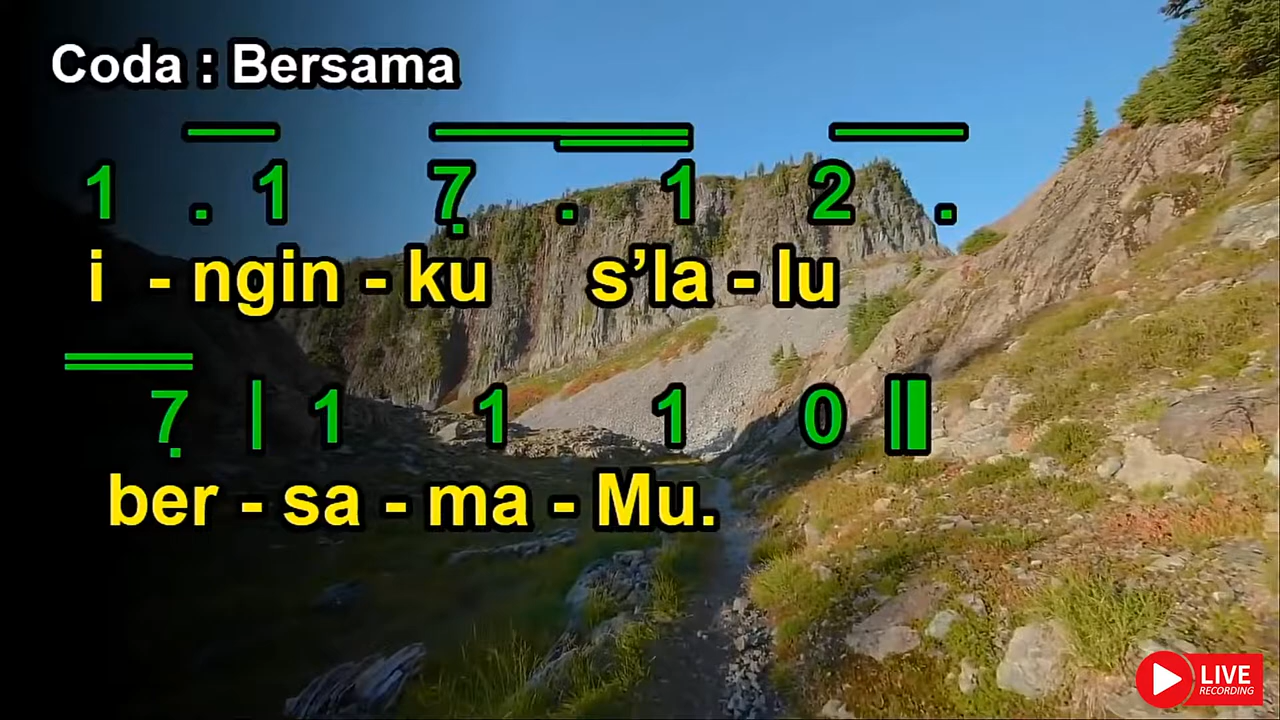 Coda : Bersama
1 . 1 7̣ . 1 2 .
i - ngin - ku s’la - lu
7̣ | 1 1 1 0 ||
ber - sa - ma - Mu.
LIVE
RECORDING